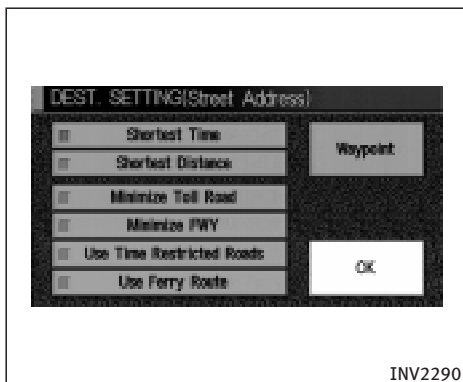 DEST. SETTING(Street Address)
Shortest Time
Shortest Distance
Minimize Toll Road
Minimize FWY
Use Time Restricted Roads
Use Ferry Route
Waypoint
OK
INV2290